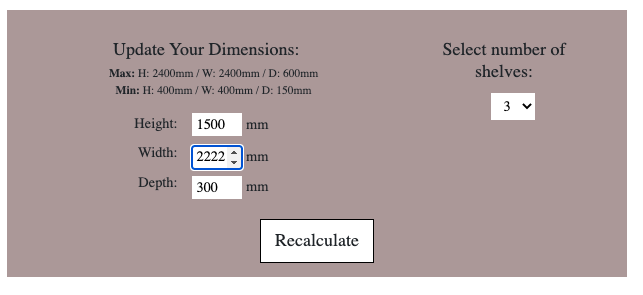 Update Your Dimensions:
Max: H: 2400mm / W: 2400mm / D: 600mm
Min: H: 400mm / W: 400mm / D: 150mm
Height: 1500 mm
Width: 2222 mm
Depth: 300 mm
Select number of
shelves:
3
Recalculate